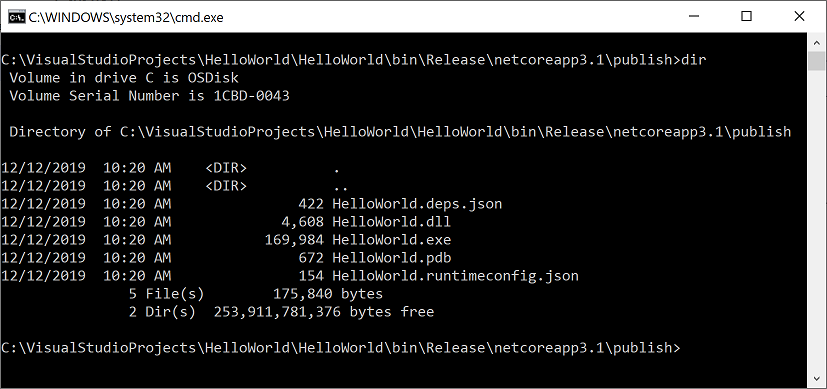 C:\WINDOWS\system32\cmd.exe
C:\VisualStudioProjects\HelloWorld\HelloWorld\bin\Release\netcoreapp3.1\publish>dir
 Volume in drive C is OSDisk
 Volume Serial Number is 1CBD-0043
 Directory of C:\VisualStudioProjects\HelloWorld\HelloWorld\bin\Release\netcoreapp3.1\publish
12/12/2019  10:20 AM    <DIR>          .
12/12/2019  10:20 AM    <DIR>          ..
12/12/2019  10:20 AM               422 HelloWorld.deps.json
12/12/2019  10:20 AM             4,608 HelloWorld.dll
12/12/2019  10:20 AM           169,984 HelloWorld.exe
12/12/2019  10:20 AM               672 HelloWorld.pdb
12/12/2019  10:20 AM               154 HelloWorld.runtimeconfig.json
               5 File(s)        175,840 bytes
               2 Dir(s)  253,911,781,376 bytes free
C:\VisualStudioProjects\HelloWorld\HelloWorld\bin\Release\netcoreapp3.1\publish>